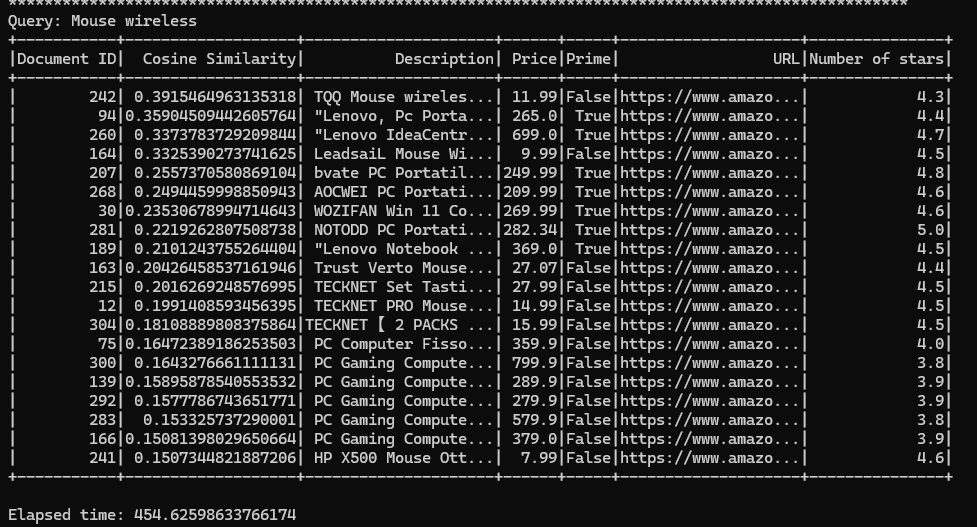 ****************************************************************************************************
Query: Mouse wireless
+-----------+-------------------+---------------------+------+-----+--------------------+---------------+
|Document ID|  Cosine Similarity|          Description| Price|Prime|                 URL|Number of stars|
+-----------+-------------------+---------------------+------+-----+--------------------+---------------+
|        242| 0.3915464963135318| TQQ Mouse wireles...| 11.99|False|https://www.amazo...|            4.3|
|         94|0.35904509442605764| "Lenovo, Pc Porta...| 265.0| True|https://www.amazo...|            4.4|
|        260| 0.3373783729209844| "Lenovo IdeaCentr...| 699.0| True|https://www.amazo...|            4.7|
|        164| 0.3325390273741625| LeadsaiL Mouse Wi...|  9.99|False|https://www.amazo...|            4.5|
|        207| 0.2557370580869104| bvate PC Portatil...|249.99| True|https://www.amazo...|            4.8|
|        268| 0.2494459998850943| AOCWEI PC Portati...|209.99| True|https://www.amazo...|            4.6|
|         30|0.23530678994714643| WOZIFAN Win 11 Co...|269.99| True|https://www.amazo...|            4.6|
|        281| 0.2219262807508738| NOTODD PC Portati...|282.34| True|https://www.amazo...|            5.0|
|        189| 0.2101243755264404| "Lenovo Notebook ...| 369.0| True|https://www.amazo...|            4.5|
|        163|0.20426458537161946| Trust Verto Mouse...| 27.07|False|https://www.amazo...|            4.4|
|        215| 0.2016269248576995| TECKNET Set Tasti...| 27.99|False|https://www.amazo...|            4.5|
|         12| 0.1991408593456395| TECKNET PRO Mouse...| 14.99|False|https://www.amazo...|            4.5|
|        304|0.18108889808375864|TECKNET【 2 PACKS ...| 15.99|False|https://www.amazo...|            4.5|
|         75|0.16472389186253503| PC Computer Fisso...| 359.9|False|https://www.amazo...|            4.0|
|        300| 0.1643276661111131| PC Gaming Compute...| 799.9|False|https://www.amazo...|            3.8|
|        139|0.15895878540553532| PC Gaming Compute...| 289.9|False|https://www.amazo...|            3.9|
|        292| 0.1577786743651771| PC Gaming Compute...| 279.9|False|https://www.amazo...|            3.9|
|        283|  0.153325737290001| PC Gaming Compute...| 579.9|False|https://www.amazo...|            3.8|
|        166|0.15081398029650664| PC Gaming Compute...| 379.0|False|https://www.amazo...|            3.9|
|        241| 0.1507344821887206| HP X500 Mouse Ott...|  7.99|False|https://www.amazo...|            4.6|
+-----------+-------------------+---------------------+------+-----+--------------------+---------------+
Elapsed time: 454.62598633766174